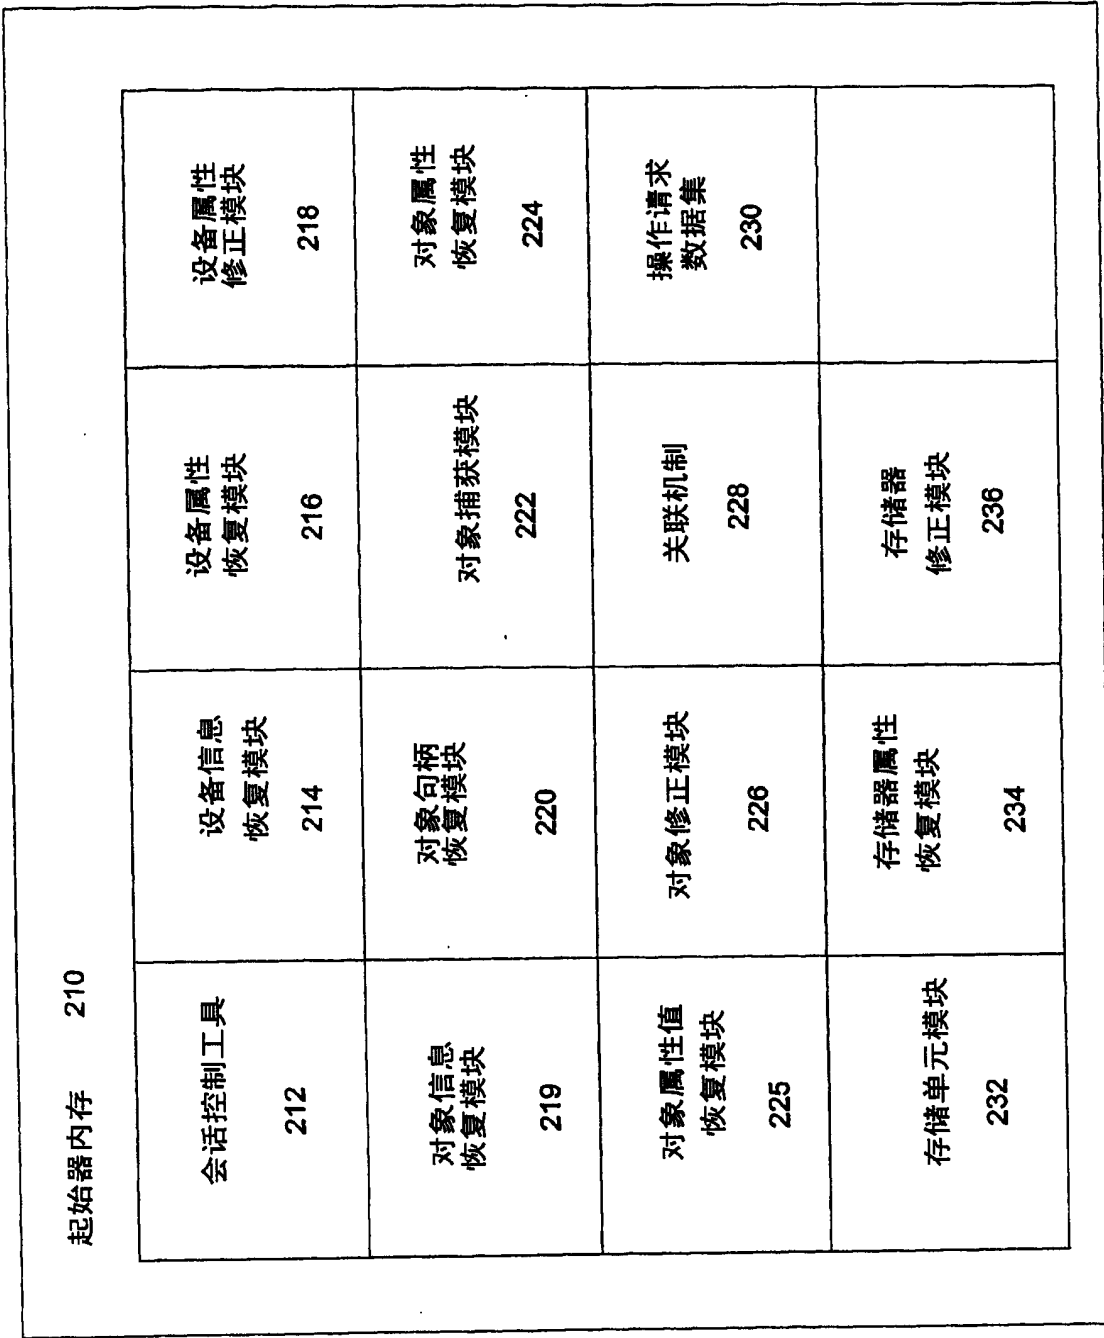 起始器内存 210
会话控制工具
212
设备信息
恢复模块
214
设备属性
恢复模块
216
设备属性
修正模块
218
对象信息
恢复模块
219
对象句柄
恢复模块
220
对象捕获模块
222
对象属性
恢复模块
224
对象属性值
恢复模块
225
对象修正模块
226
关联机制
228
操作请求
数据集
230
存储单元模块
232
存储器属性
恢复模块
234
存储器
修正模块
236